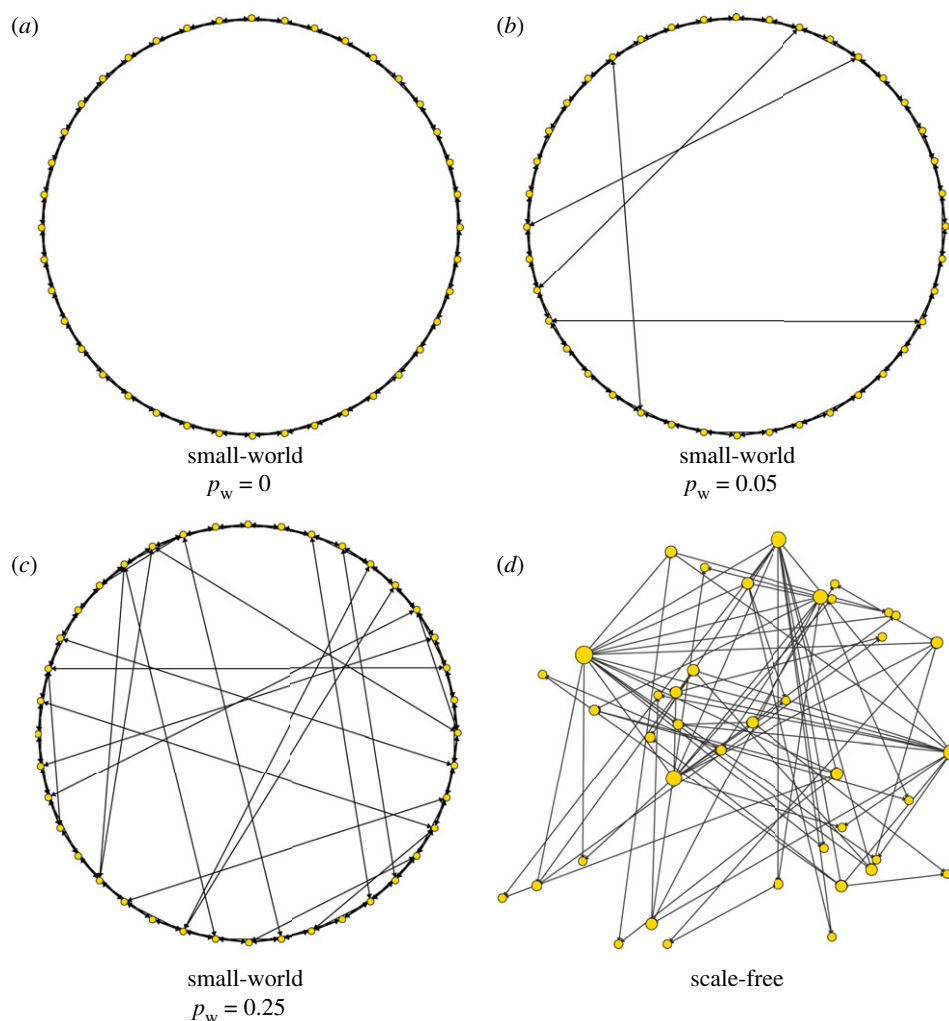 (a)
small-world
p_w = 0
(b)
small-world
p_w = 0.05
(c)
small-world
p_w = 0.25
(d)
scale-free